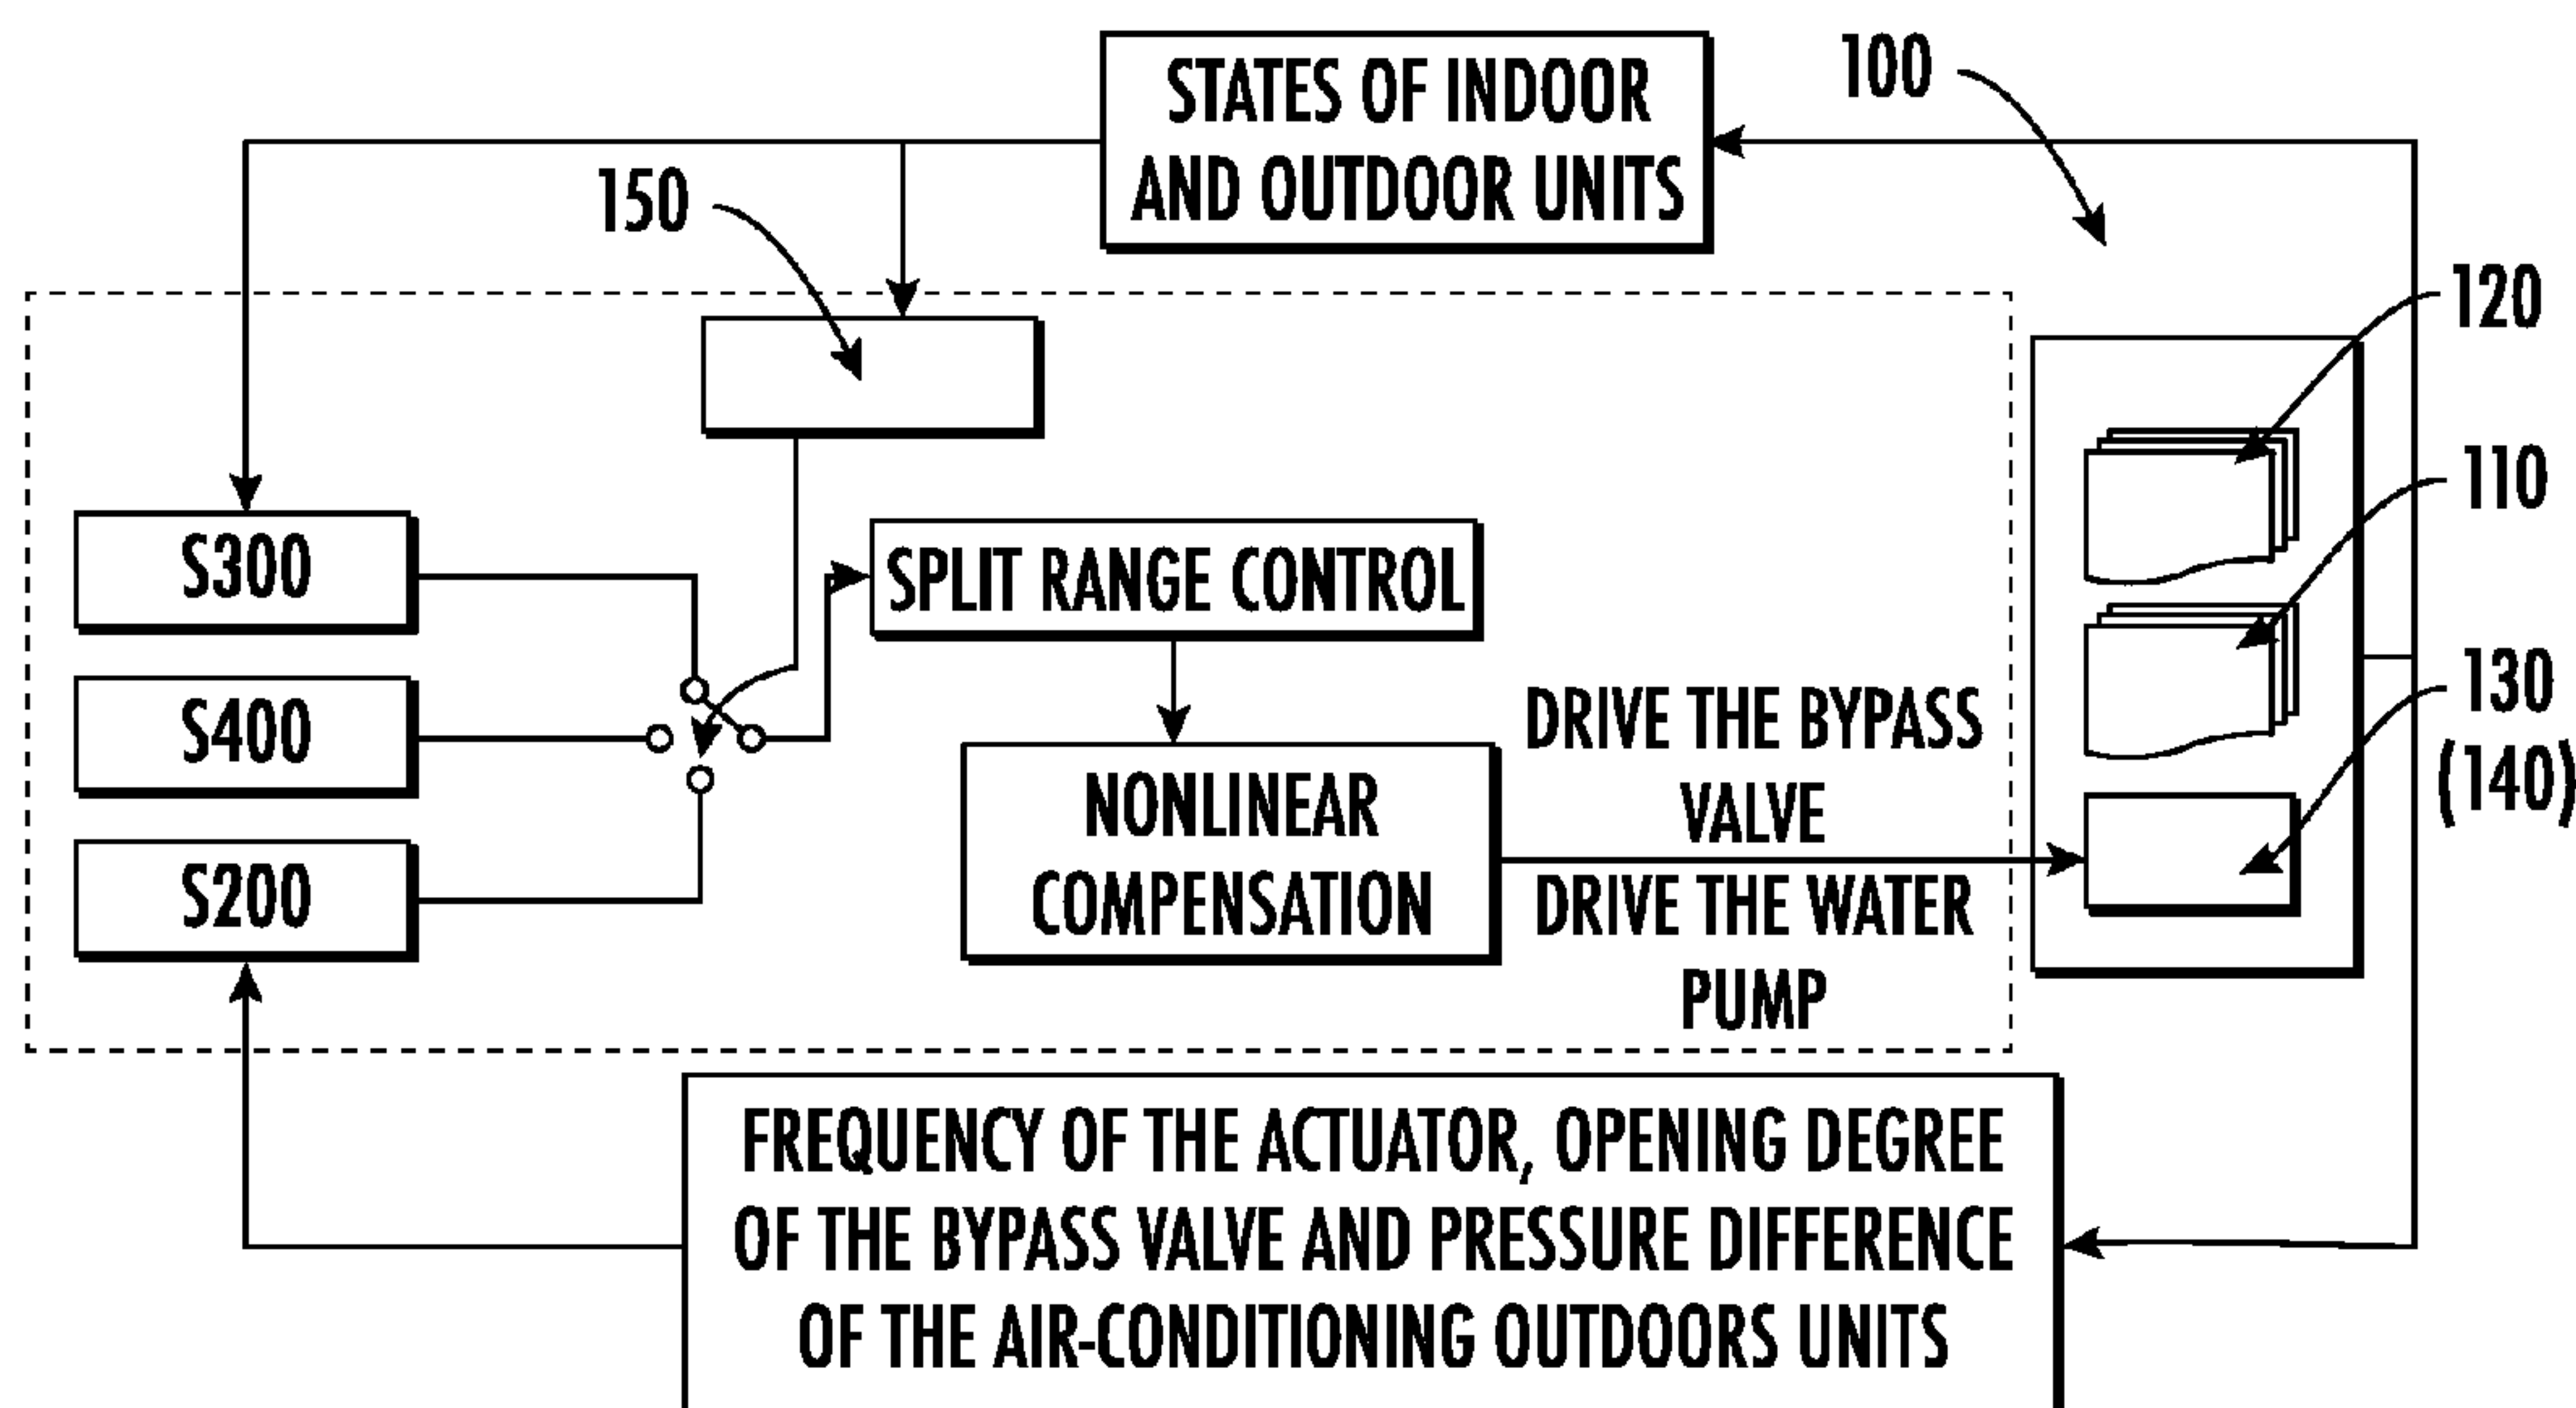 STATES OF INDOOR
AND OUTDOOR UNITS
100
150
120
110
130
(140)
S300
S400
S200
SPLIT RANGE CONTROL
NONLINEAR
COMPENSATION
DRIVE THE BYPASS
VALVE
DRIVE THE WATER
PUMP
FREQUENCY OF THE ACTUATOR, OPENING DEGREE
OF THE BYPASS VALVE AND PRESSURE DIFFERENCE
OF THE AIR-CONDITIONING OUTDOORS UNITS